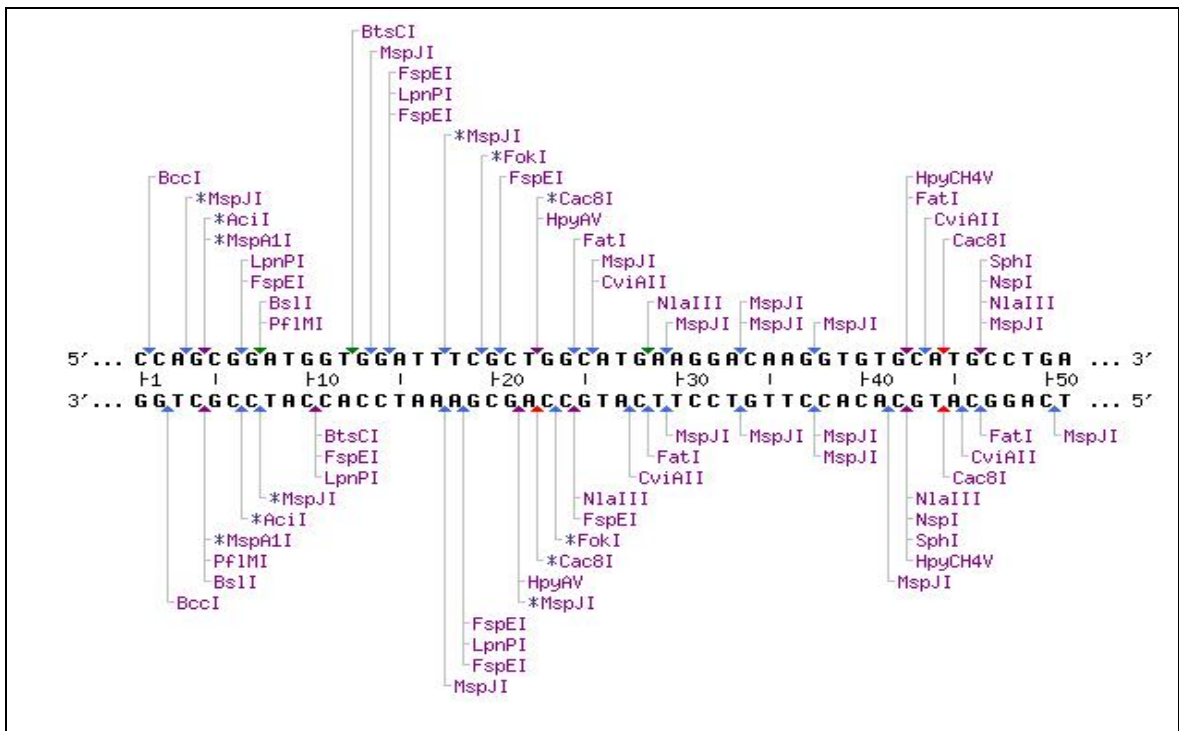 BtsCI
MspJI
FspEI
LpnPI
FspEI
*MspJI
*FokI
BccI FspEI HpyCH4V
*MspJI *Cac8I FatI
*AciI HpyAV CviAII
*MspA1I FatI Cac8I
LpnPI MspJI SphI
FspEI CviAII NspI
BslI NlaIII MspJI NlaIII
PflMI MspJI MspJI MspJI MspJI
5′... CCAGCGGATGGTGGATTTCGCTGGCATGAAGGACAAGGTGTGCATGCCTGA ... 3′
1 10 20 30 40 50
3′... GGTCGCCTACCACCTAAAGCGACCGTACTTCCTGTTCCACACGTACGGACT ... 5′
BtsCI MspJI MspJI MspJI FatI MspJI
FspEI FatI MspJI CviAII
LpnPI CviAII Cac8I
*MspJI NlaIII NlaIII
*AciI FspEI NspI
*MspA1I *FokI SphI
PflMI *Cac8I HpyCH4V
BslI HpyAV MspJI
BccI *MspJI
FspEI
LpnPI
FspEI
MspJI